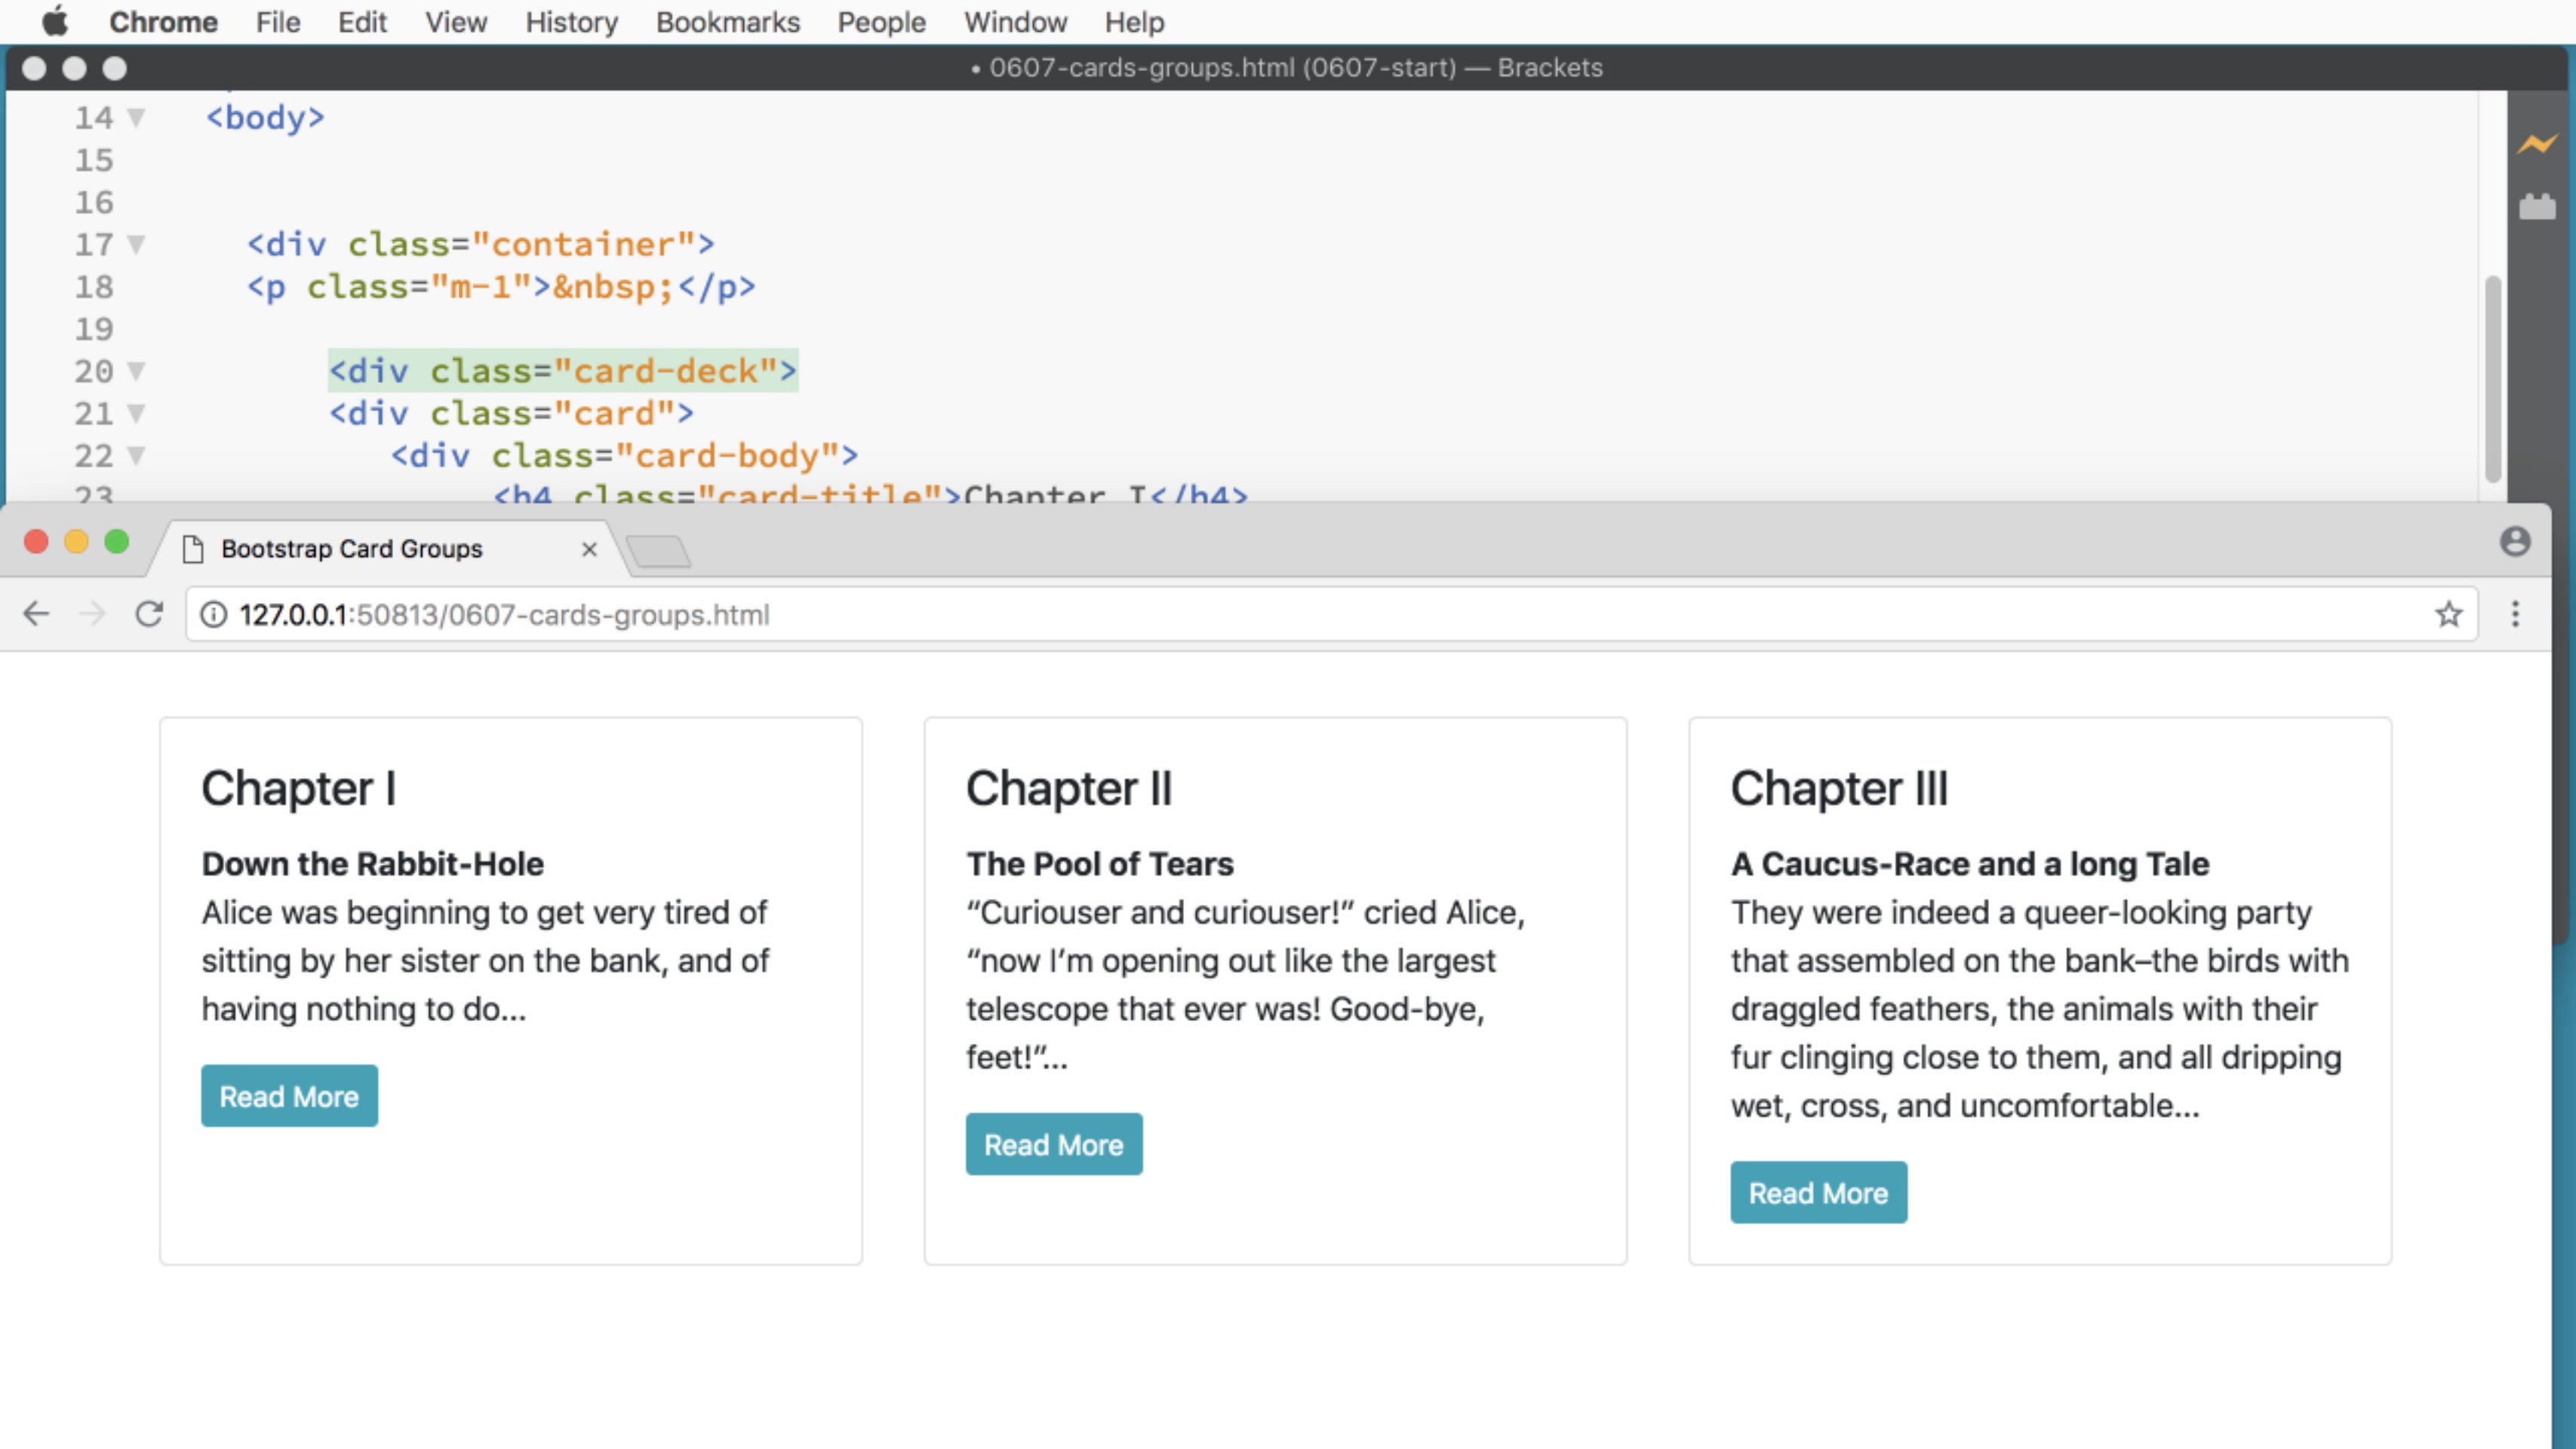 Chrome File Edit View History Bookmarks People Window Help
• 0607-cards-groups.html (0607-start) — Brackets
14 <body>
15
16
17 <div class="container">
18 <p class="m-1">&nbsp;</p>
19
20 <div class="card-deck">
21 <div class="card">
22 <div class="card-body">
23 <h4 class="card-title">Chapter I</h4>
Bootstrap Card Groups
127.0.0.1:50813/0607-cards-groups.html
Chapter I
Down the Rabbit-Hole
Alice was beginning to get very tired of
sitting by her sister on the bank, and of
having nothing to do...
Read More
Chapter II
The Pool of Tears
“Curiouser and curiouser!” cried Alice,
“now I’m opening out like the largest
telescope that ever was! Good-bye,
feet!”...
Read More
Chapter III
A Caucus-Race and a long Tale
They were indeed a queer-looking party
that assembled on the bank–the birds with
draggled feathers, the animals with their
fur clinging close to them, and all dripping
wet, cross, and uncomfortable...
Read More